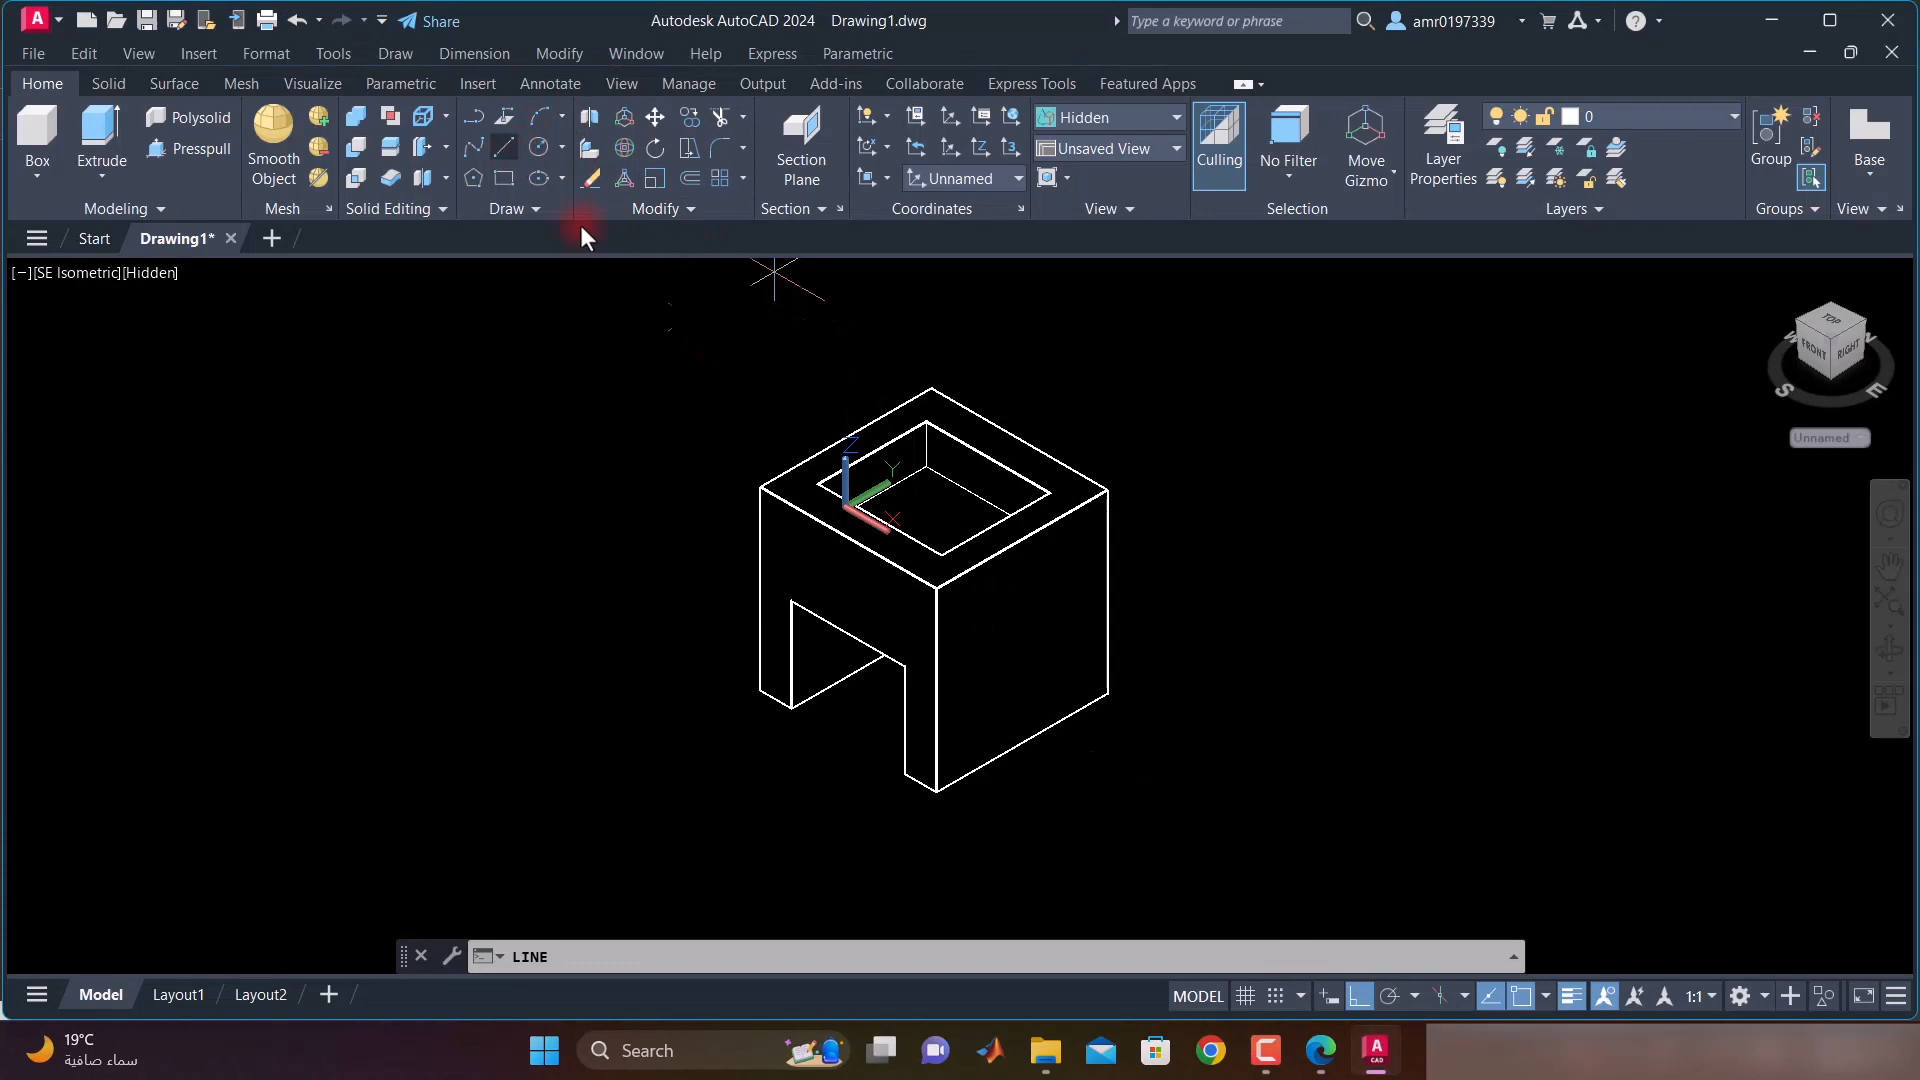 A Share Autodesk AutoCAD 2024 Drawing1.dwg Type a keyword or phrase amr0197339
File Edit View Insert Format Tools Draw Dimension Modify Window Help Express Parametric
Home Solid Surface Mesh Visualize Parametric Insert Annotate View Manage Output Add-ins Collaborate Express Tools Featured Apps
Box
Extrude
Polysolid
Presspull
Smooth
Object
Section
Plane
Unnamed
Hidden
Unsaved View
Culling
No Filter
Move
Gizmo
Layer
Properties
0
Group
Base
Modeling Mesh Solid Editing Draw Modify Section Coordinates View Selection Layers Groups View
Start Drawing1*
[−][SE Isometric][Hidden]
TOP
FRONT
RIGHT
W
N
S
E
Unnamed
Z
Y
X
LINE
Model Layout1 Layout2
MODEL
1:1
19°C
سماء صافية
Search
A
CAD